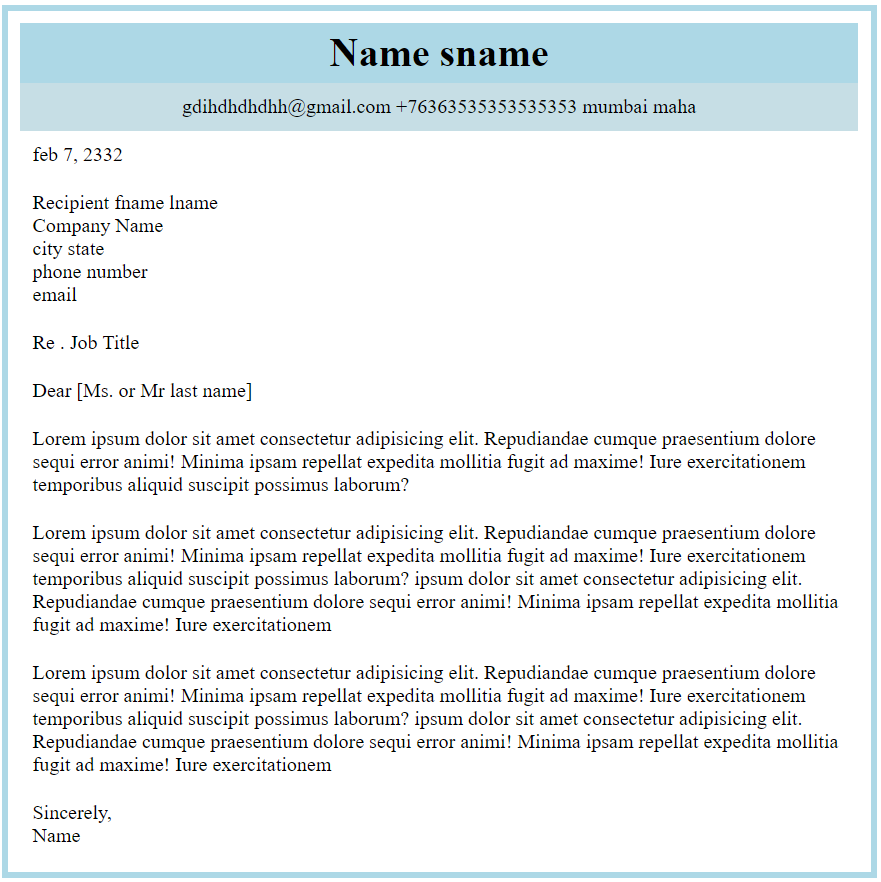 Name sname
gdihdhdhdhh@gmail.com +76363535353535353 mumbai maha
feb 7, 2332
Recipient fname lname
Company Name
city state
phone number
email
Re . Job Title
Dear [Ms. or Mr last name]
Lorem ipsum dolor sit amet consectetur adipisicing elit. Repudiandae cumque praesentium dolore
sequi error animi! Minima ipsam repellat expedita mollitia fugit ad maxime! Iure exercitationem
temporibus aliquid suscipit possimus laborum?
Lorem ipsum dolor sit amet consectetur adipisicing elit. Repudiandae cumque praesentium dolore
sequi error animi! Minima ipsam repellat expedita mollitia fugit ad maxime! Iure exercitationem
temporibus aliquid suscipit possimus laborum? ipsum dolor sit amet consectetur adipisicing elit.
Repudiandae cumque praesentium dolore sequi error animi! Minima ipsam repellat expedita mollitia
fugit ad maxime! Iure exercitationem
Lorem ipsum dolor sit amet consectetur adipisicing elit. Repudiandae cumque praesentium dolore
sequi error animi! Minima ipsam repellat expedita mollitia fugit ad maxime! Iure exercitationem
temporibus aliquid suscipit possimus laborum? ipsum dolor sit amet consectetur adipisicing elit.
Repudiandae cumque praesentium dolore sequi error animi! Minima ipsam repellat expedita mollitia
fugit ad maxime! Iure exercitationem
Sincerely,
Name